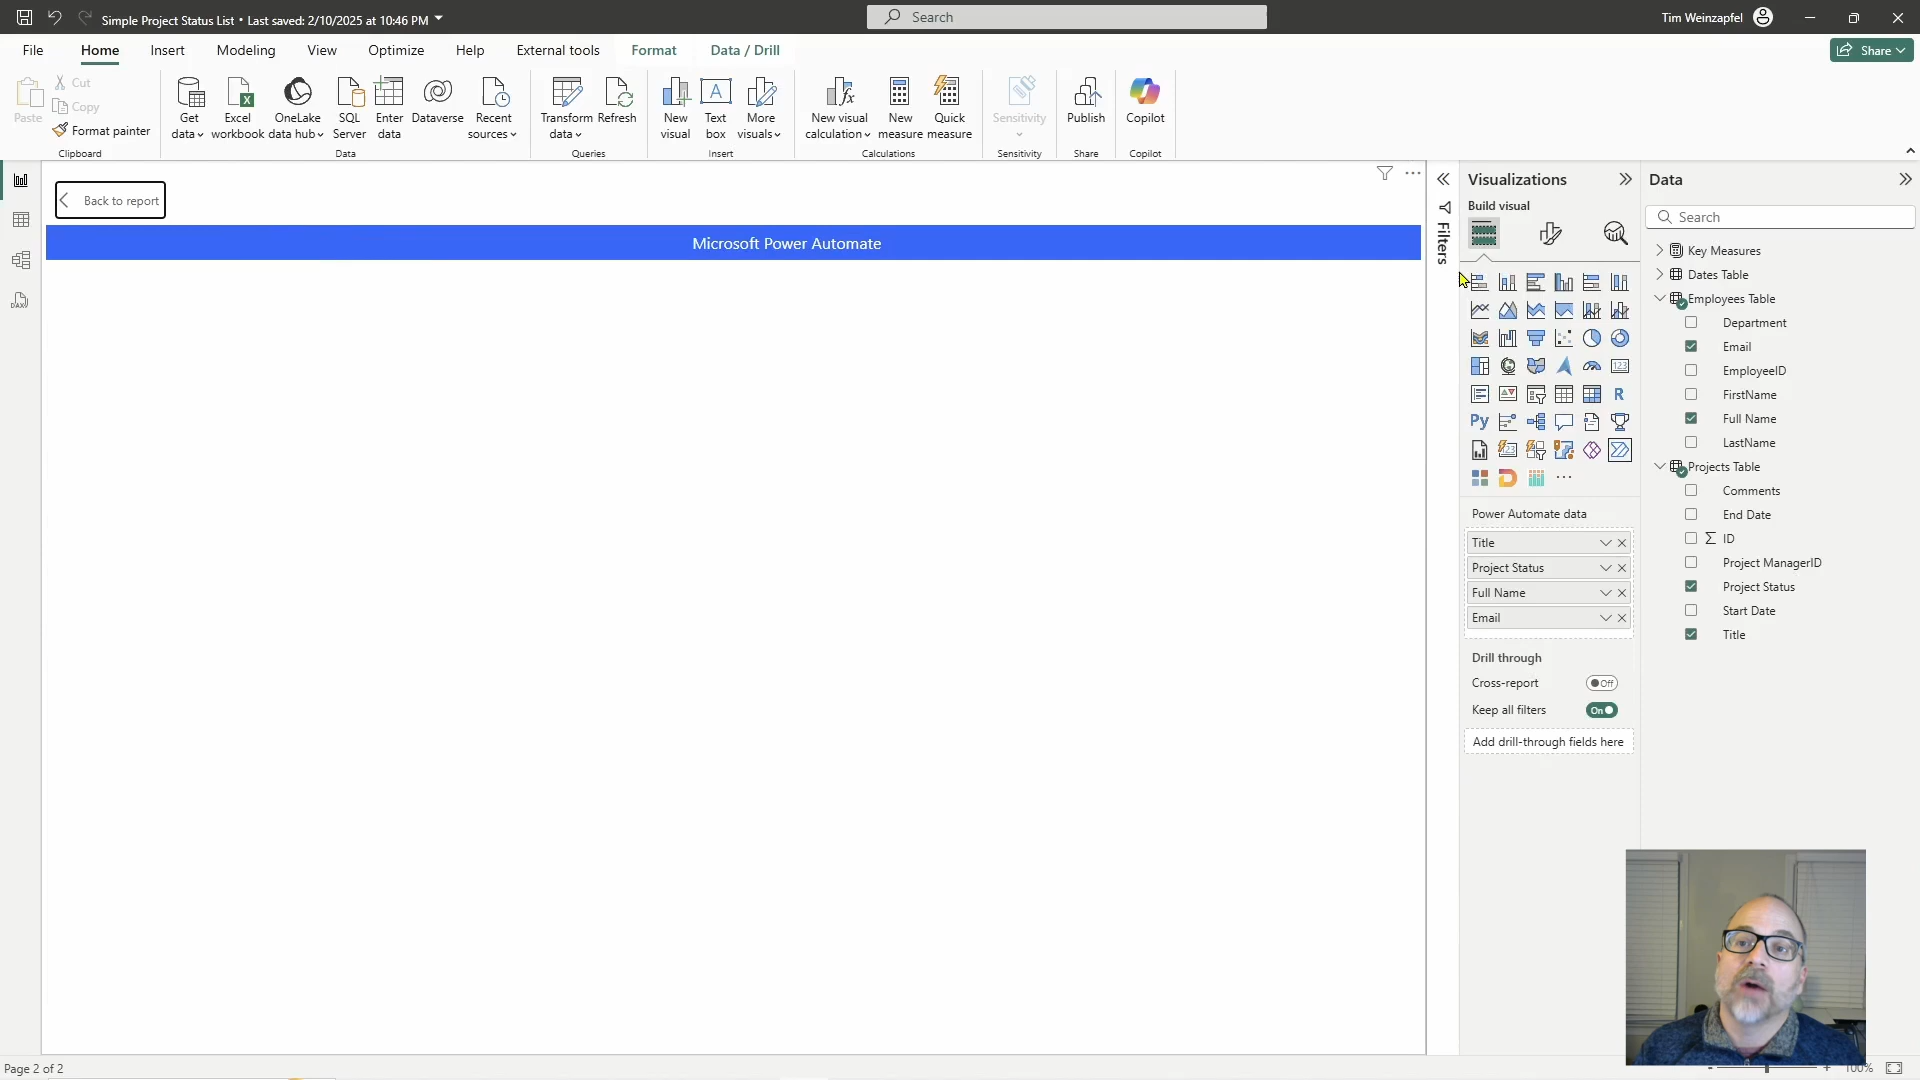 Simple Project Status List • Last saved: 2/10/2025 at 10:46 PM
Search
Tim Weinzapfel
File
Home
Insert
Modeling
View
Optimize
Help
External tools
Format
Data / Drill
Share
Paste
Cut
Copy
Format painter
Clipboard
Get data
Excel workbook
OneLake data hub
SQL Server
Enter data
Dataverse
Recent sources
Data
Transform data
Refresh
Queries
New visual
Text box
More visuals
Insert
New visual calculation
New measure
Quick measure
Calculations
Sensitivity
Sensitivity
Publish
Share
Copilot
Copilot
Back to report
Microsoft Power Automate
Filters
Visualizations
Build visual
Power Automate data
Title
Project Status
Full Name
Email
Drill through
Cross-report
Off
Keep all filters
On
Add drill-through fields here
Data
Search
Key Measures
Dates Table
Employees Table
Department
Email
EmployeeID
FirstName
Full Name
LastName
Projects Table
Comments
End Date
ID
Project ManagerID
Project Status
Start Date
Title
Page 2 of 2
100%